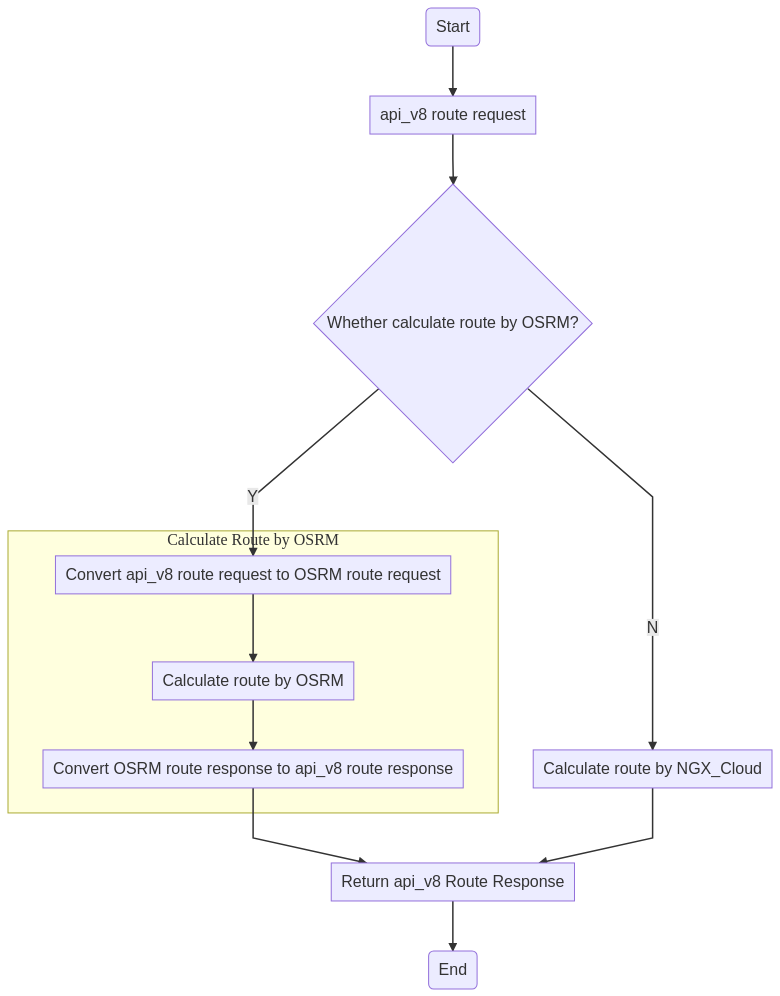 Start
api_v8 route request
Whether calculate route by OSRM?
Y
Calculate Route by OSRM
Convert api_v8 route request to OSRM route request
N
Calculate route by OSRM
Convert OSRM route response to api_v8 route response
Calculate route by NGX_Cloud
Return api_v8 Route Response
End